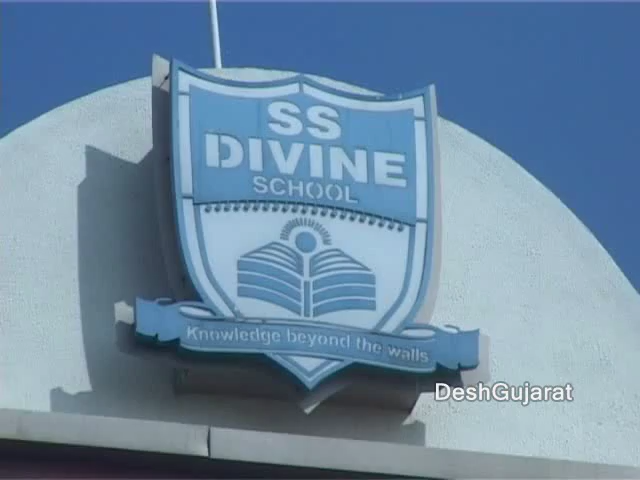 SS
DIVINE
SCHOOL
Knowledge beyond the walls
DeshGujarat